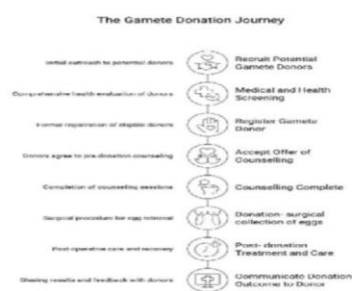 The Gamete Donation Journey
Initial outreach to potential donors
Recruit Potential
Gamete Donors
Comprehensive health evaluation of donors
Medical and Health
Screening
Formal registration of eligible donors
Register Gamete
Donor
Donors agree to pre-donation counseling
Accept Offer of
Counselling
Completion of counseling sessions
Counselling Complete
Surgical procedure for egg retrieval
Donation- surgical
collection of eggs
Post-operative care and recovery
Post- donation
Treatment and Care
Sharing results and feedback with donors
Communicate Donation
Outcome to Donor